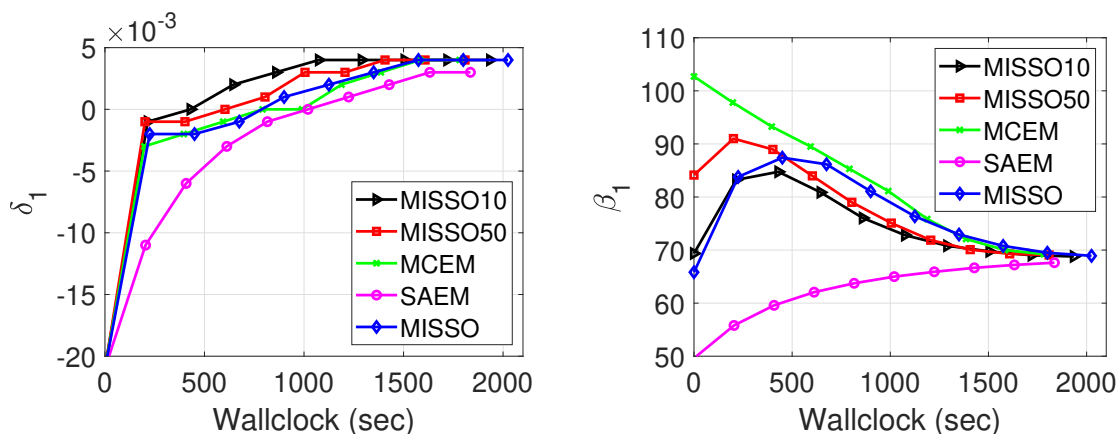 ×10⁻³
5
0
-5
-10
-15
-20
δ₁
0 500 1000 1500 2000
Wallclock (sec)
MISSO10
MISSO50
MCEM
SAEM
MISSO
110
100
90
80
70
60
50
β₁
0 500 1000 1500 2000
Wallclock (sec)
MISSO10
MISSO50
MCEM
SAEM
MISSO